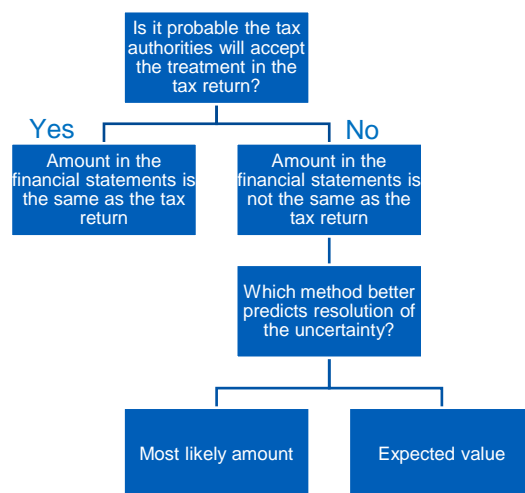 Is it probable the tax
authorities will accept
the treatment in the
tax return?
Yes
No
Amount in the
financial statements is
the same as the tax
return
Amount in the
financial statements is
not the same as the
tax return
Which method better
predicts resolution of
the uncertainty?
Most likely amount
Expected value